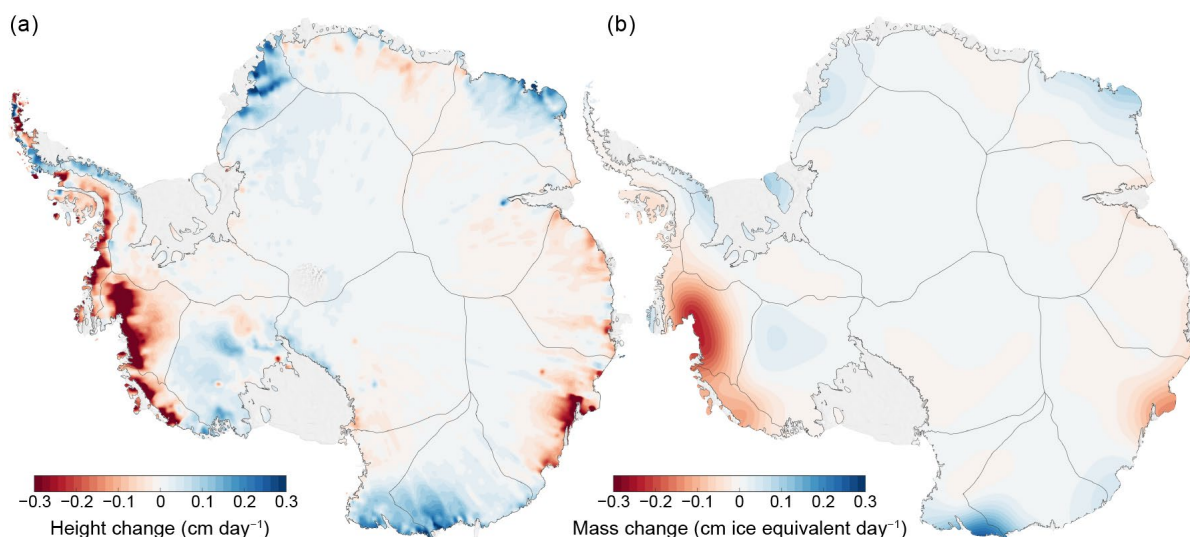 (a)
(b)
−0.3 −0.2 −0.1 0 0.1 0.2 0.3
Height change (cm day⁻¹)
−0.3 −0.2 −0.1 0 0.1 0.2 0.3
Mass change (cm ice equivalent day⁻¹)